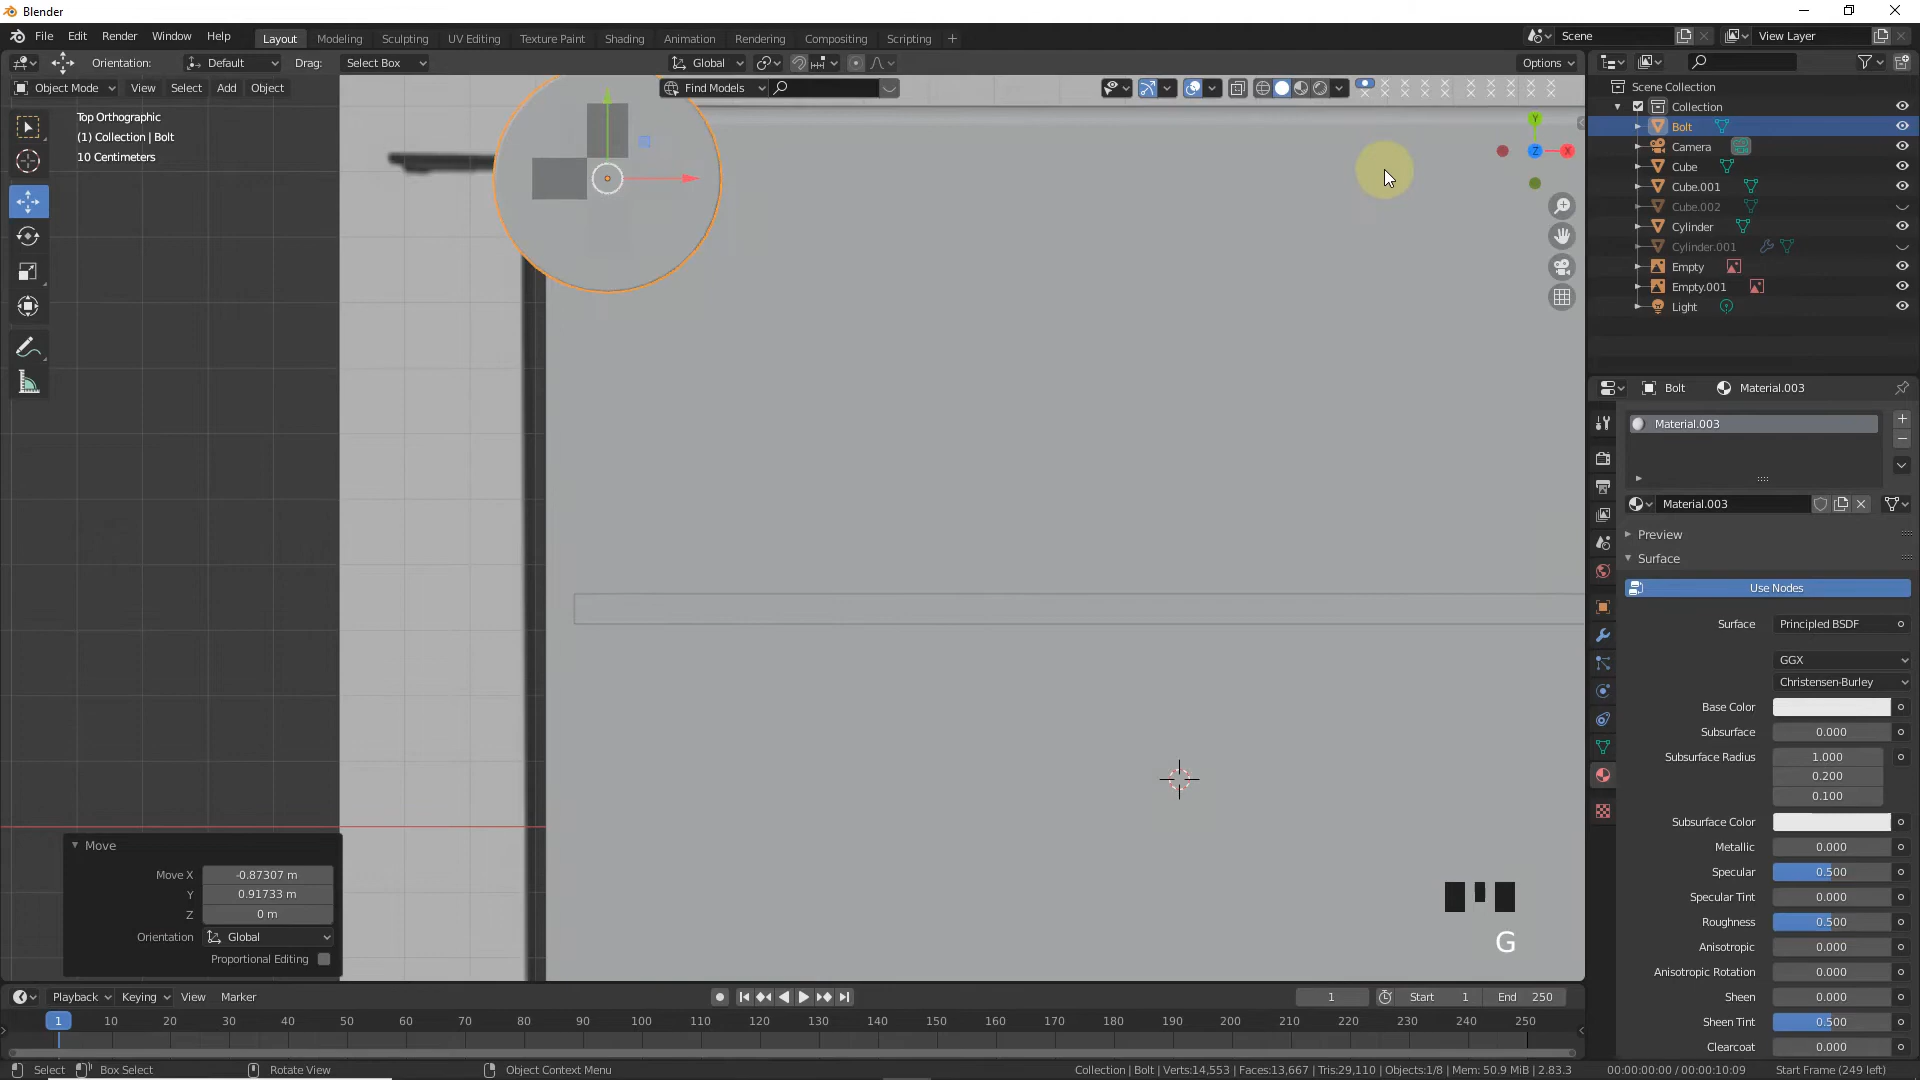 Blender
File Edit Render Window Help Layout Modeling Sculpting UV Editing Texture Paint Shading Animation Rendering Compositing Scripting Scene View Layer
Orientation: Default Drag: Select Box Global Options
Object Mode View Select Add Object Find Models
Top Orthographic
(1) Collection | Bolt
10 Centimeters
Y
Z
X
Scene Collection
Collection
Bolt
Camera
Cube
Cube.001
Cube.002
Cylinder
Cylinder.001
Empty
Empty.001
Light
Bolt Material.003
Material.003
Material.003
Preview
Surface
Use Nodes
Surface Principled BSDF
GGX
Christensen-Burley
Base Color
Subsurface 0.000
Subsurface Radius 1.000
0.200
0.100
Subsurface Color
Metallic 0.000
Specular 0.500
Specular Tint 0.000
Roughness 0.500
Anisotropic 0.000
Anisotropic Rotation 0.000
Sheen 0.000
Sheen Tint 0.500
Clearcoat 0.000
Move
Move X -0.87307 m
Y 0.91733 m
Z 0 m
Orientation Global
Proportional Editing
G
Playback Keying View Marker 1 Start 1 End 250
1 10 20 30 40 50 60 70 80 90 100 110 120 130 140 150 160 170 180 190 200 210 220 230 240 250
Select Box Select Rotate View Object Context Menu Collection | Bolt | Verts:14,553 | Faces:13,667 | Tris:29,110 | Objects:1/8 | Mem: 50.9 MiB | 2.83.3 00:00:00:00 / 00:00:10:09 Start Frame (249 left)